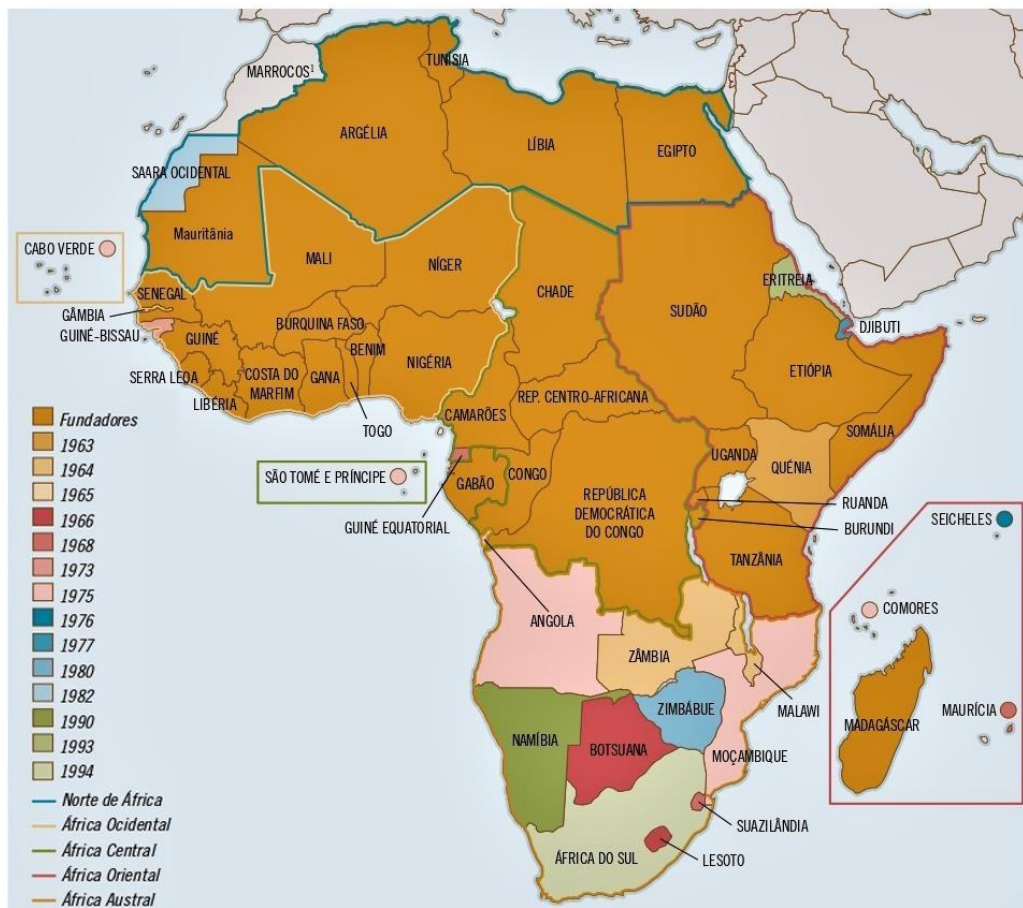 MARROCOS¹
TUNÍSIA
ARGÉLIA
LÍBIA
EGIPTO
SAARA OCIDENTAL
Mauritânia
CABO VERDE
MALI
NÍGER
CHADE
SUDÃO
ERITREIA
DJIBUTI
SENEGAL
GÂMBIA
GUINÉ-BISSAU
GUINÉ
BURQUINA FASO
BENIM
NIGÉRIA
ETIÓPIA
SERRA LEOA
COSTA DO
MARFIM
GANA
LIBÉRIA
TOGO
CAMARÕES
REP. CENTRO-AFRICANA
SOMÁLIA
UGANDA
QUÉNIA
SÃO TOMÉ E PRÍNCIPE
GABÃO
CONGO
GUINÉ EQUATORIAL
REPÚBLICA
DEMOCRÁTICA
DO CONGO
RUANDA
BURUNDI
TANZÂNIA
SEICHELES
COMORES
ANGOLA
ZÂMBIA
MALAWI
MADAGÁSCAR
MAURÍCIA
NAMÍBIA
ZIMBÁBUE
BOTSUANA
MOÇAMBIQUE
SUAZILÂNDIA
ÁFRICA DO SUL
LESOTO
Fundadores
1963
1964
1965
1966
1968
1973
1975
1976
1977
1980
1982
1990
1993
1994
Norte de África
África Ocidental
África Central
África Oriental
África Austral